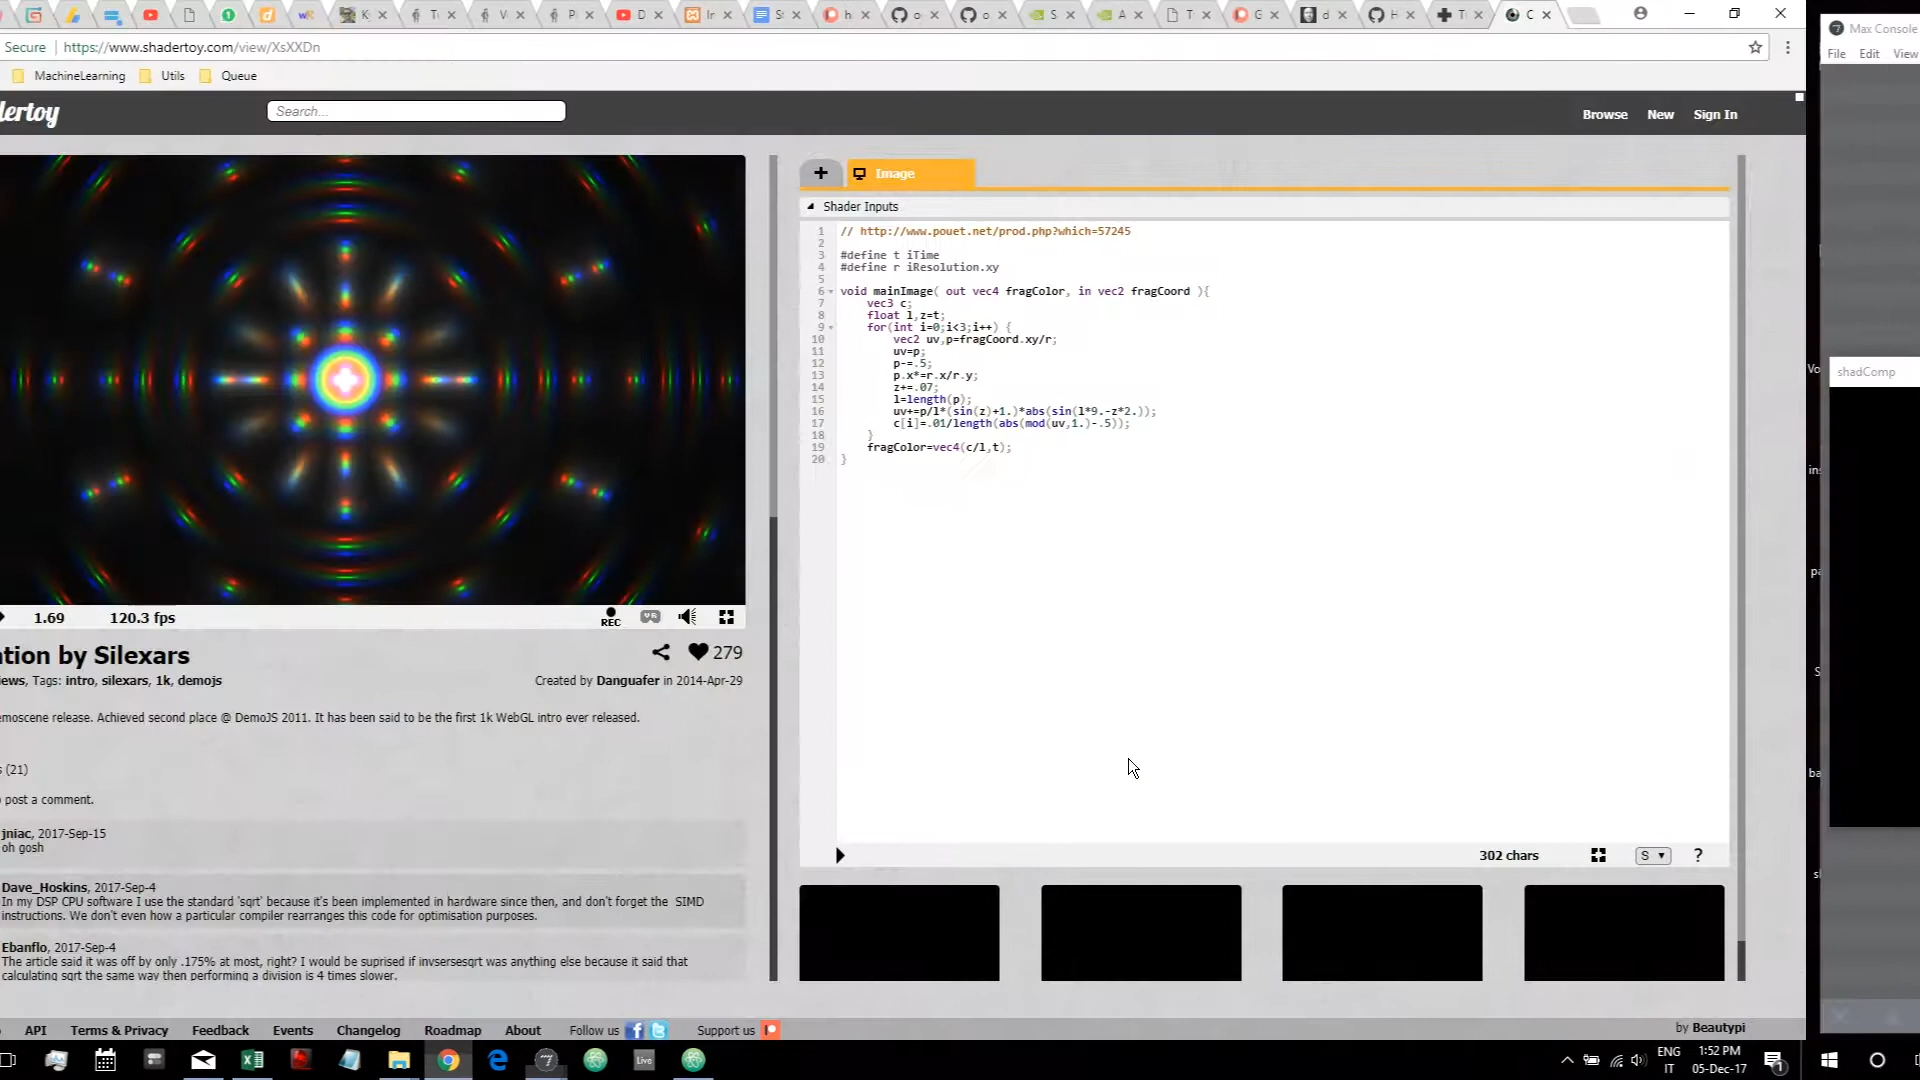 Secure
https://www.shadertoy.com/view/XsXXDn
MachineLearning
Utils
Queue
dertoy
Search...
Browse
New
Sign In
+
Image
Shader Inputs
1 // http://www.pouet.net/prod.php?which=57245
2
3 #define t iTime
4 #define r iResolution.xy
5
6 void mainImage( out vec4 fragColor, in vec2 fragCoord ){
7 vec3 c;
8 float l,z=t;
9 for(int i=0;i<3;i++) {
10 vec2 uv,p=fragCoord.xy/r;
11 uv=p;
12 p-=.5;
13 p.x*=r.x/r.y;
14 z+=.07;
15 l=length(p);
16 uv+=p/l*(sin(z)+1.)*abs(sin(l*9.-z*2.));
17 c[i]=.01/length(abs(mod(uv,1.)-.5));
18 }
19 fragColor=vec4(c/l,t);
20 }
302 chars
S
?
1.69
120.3 fps
REC
tion by Silexars
279
ews, Tags: intro, silexars, 1k, demojs
Created by Danguafer in 2014-Apr-29
emoscene release. Achieved second place @ DemoJS 2011. It has been said to be the first 1k WebGL intro ever released.
s (21)
post a comment.
jniac, 2017-Sep-15
oh gosh
Dave_Hoskins, 2017-Sep-4
In my DSP CPU software I use the standard 'sqrt' because it's been implemented in hardware since then, and don't forget the SIMD
instructions. We don't even how a particular compiler rearranges this code for optimisation purposes.
Ebanflo, 2017-Sep-4
The article said it was off by only .175% at most, right? I would be suprised if invsersesqrt was anything else because it said that
calculating sqrt the same way then performing a division is 4 times slower.
API
Terms & Privacy
Feedback
Events
Changelog
Roadmap
About
Follow us
Support us
by Beautypi
Max Console
File
Edit
View
shadComp
Live
ENG
IT
1:52 PM
05-Dec-17